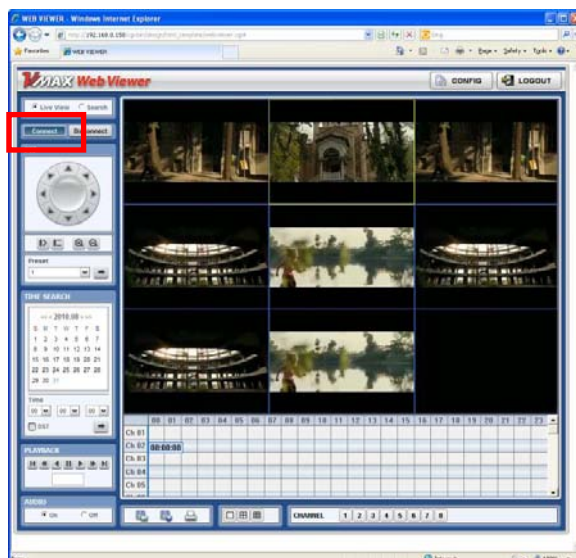 WEB VIEWER - Windows Internet Explorer
Favorites WEB VIEWER
Page Safety Tools
VMAX Web Viewer
CONFIG LOGOUT
Live View Search
Connect Disconnect
Preset
1
TIME SEARCH
2010.08
S M T W T F S
1 2 3 4 5 6 7
8 9 10 11 12 13 14
15 16 17 18 19 20 21
22 23 24 25 26 27 28
29 30 31
Time
00 00 00
DST
PLAYBACK
AUDIO
On Off
00 01 02 03 04 05 06 07 08 09 10 11 12 13 14 15 16 17 18 19 20 21 22 23
Ch 01
Ch 02 00:00:00
Ch 03
Ch 04
Ch 05
CHANNEL 1 2 3 4 5 6 7 8